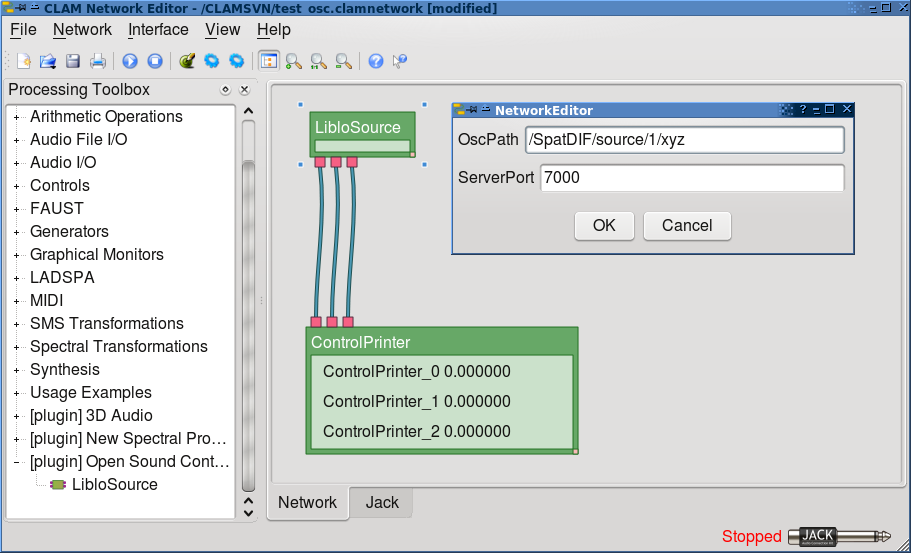 CLAM Network Editor - /CLAMSVN/test_osc.clamnetwork [modified]
File Network Interface View Help
Processing Toolbox
Arithmetic Operations
Audio File I/O
Audio I/O
Controls
FAUST
Generators
Graphical Monitors
LADSPA
MIDI
SMS Transformations
Spectral Transformations
Synthesis
Usage Examples
[plugin] 3D Audio
[plugin] New Spectral Pro...
[plugin] Open Sound Cont...
LibloSource
LibloSource
NetworkEditor
OscPath /SpatDIF/source/1/xyz
ServerPort 7000
OK Cancel
ControlPrinter
ControlPrinter_0 0.000000
ControlPrinter_1 0.000000
ControlPrinter_2 0.000000
Network Jack
Stopped JACK